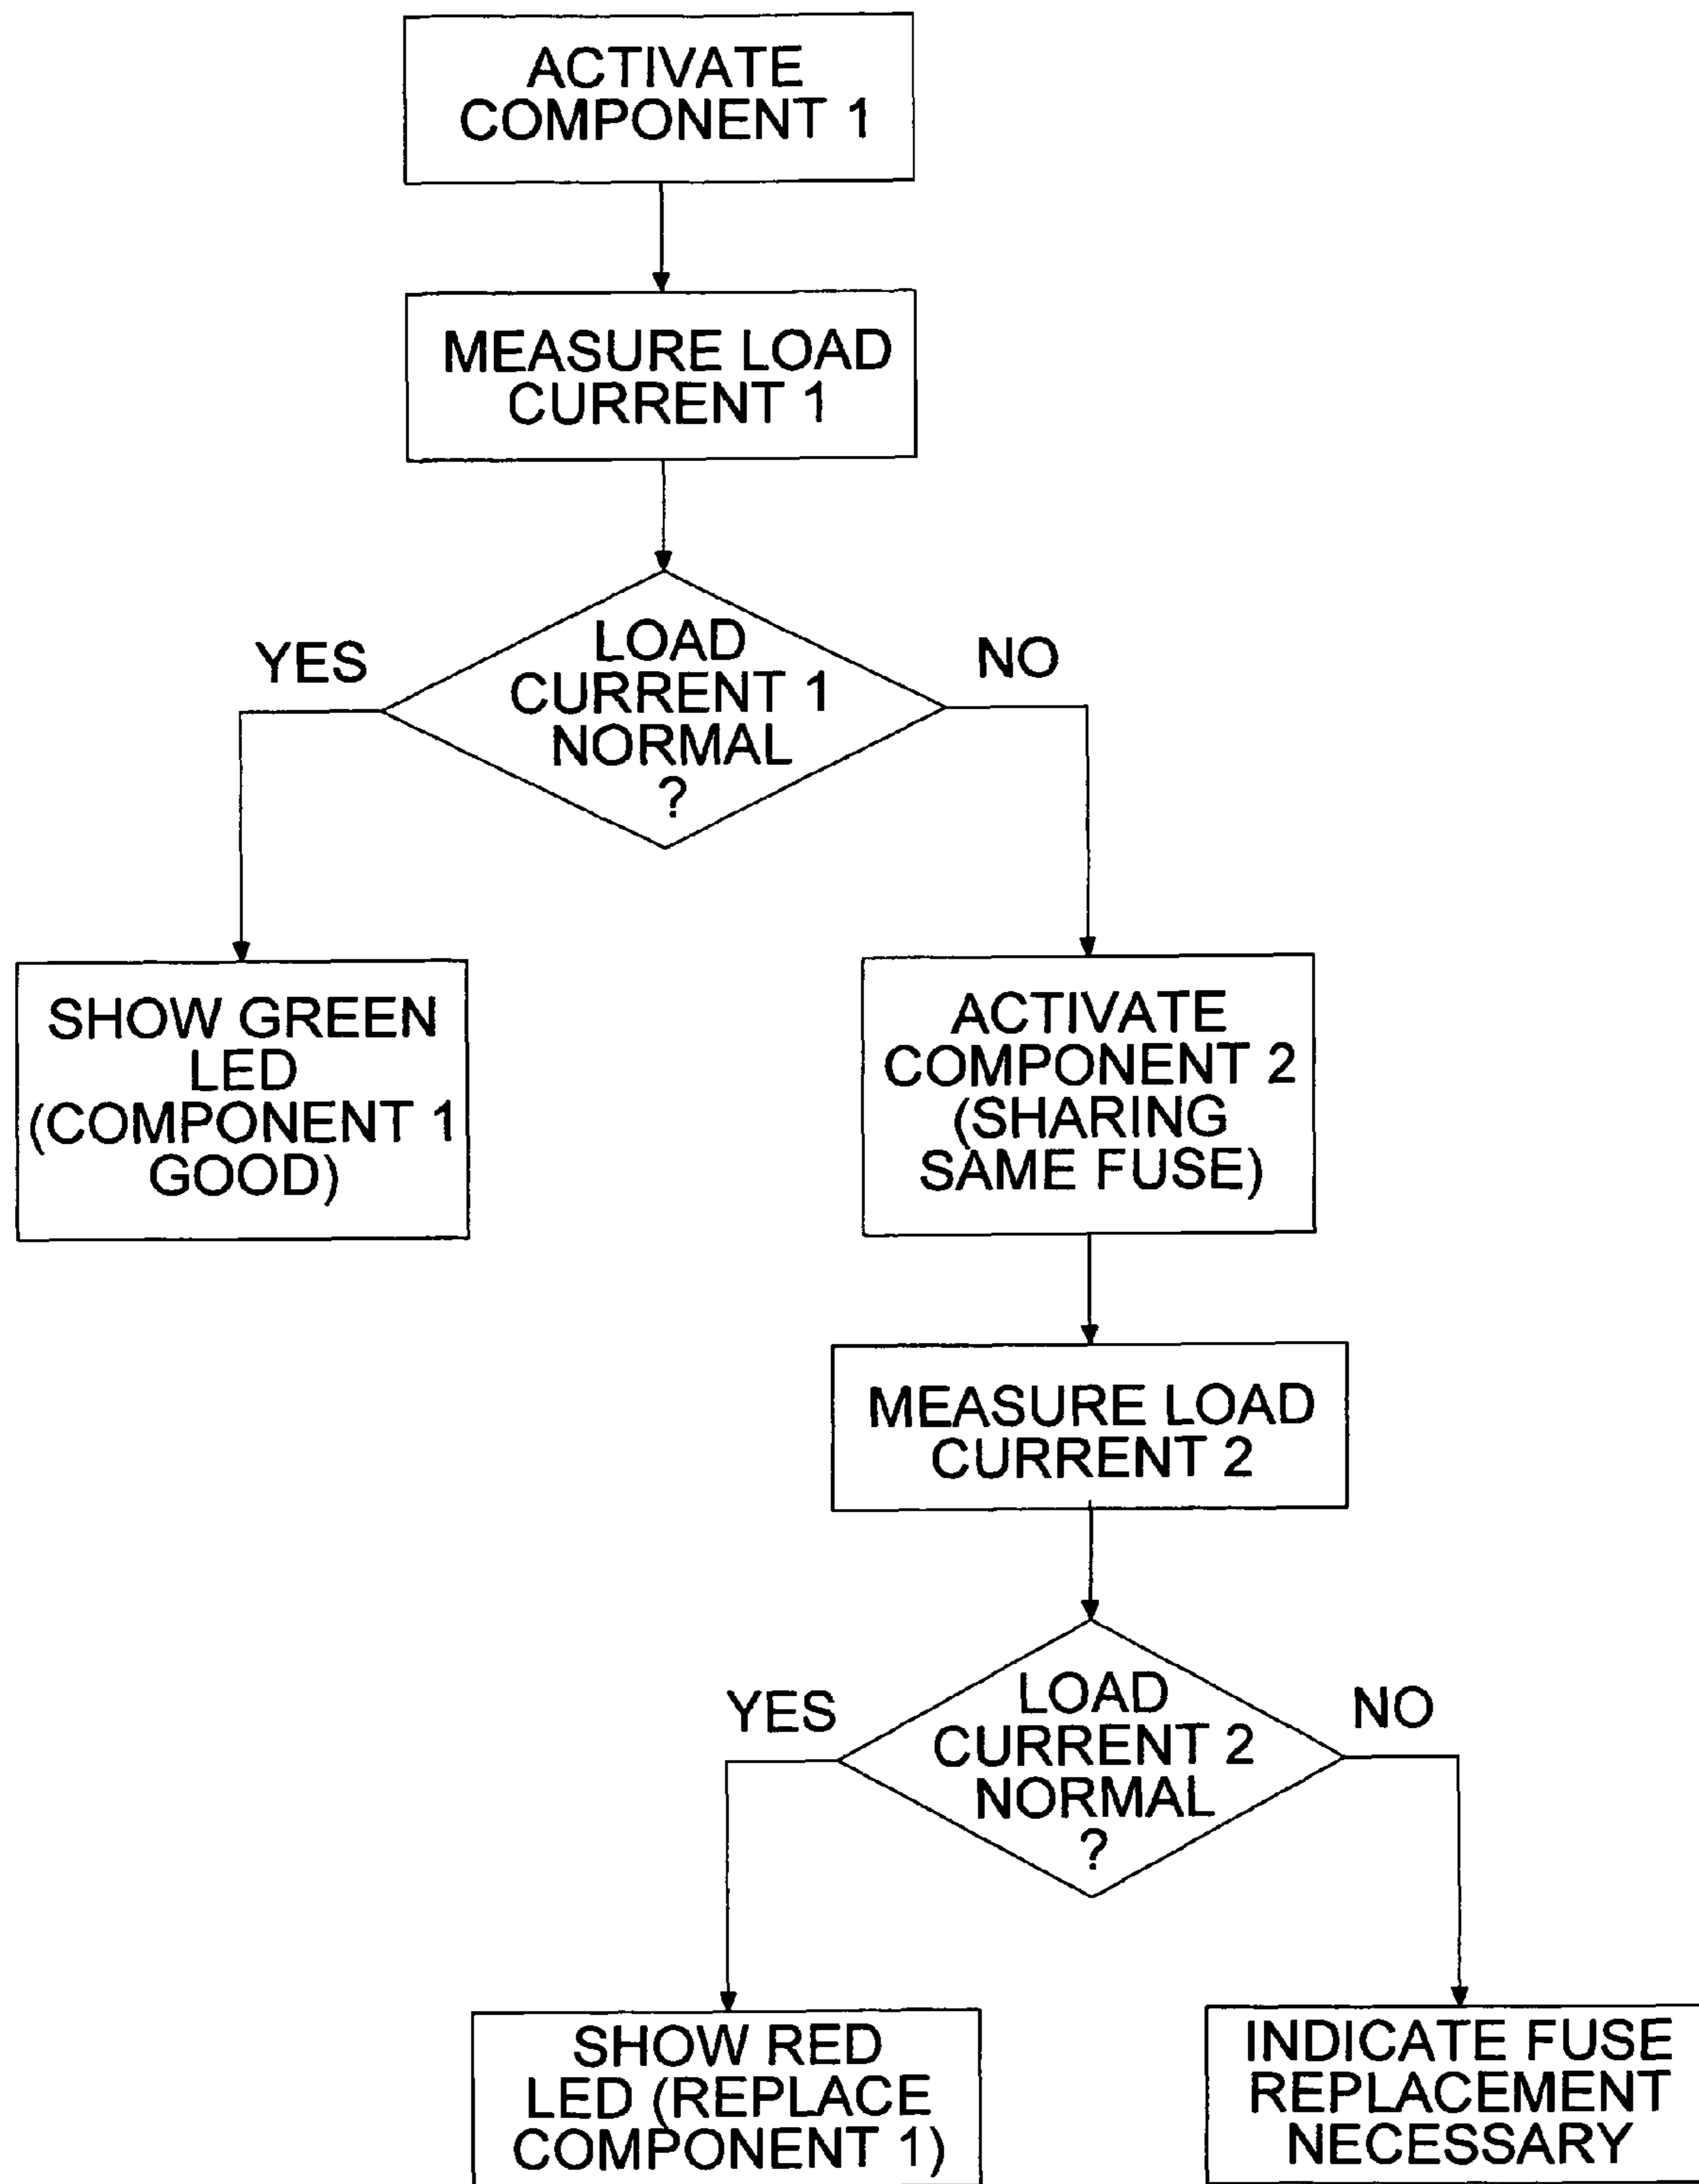 ACTIVATE
COMPONENT 1
MEASURE LOAD
CURRENT 1
YES
LOAD
CURRENT 1
NORMAL
?
NO
SHOW GREEN
LED
(COMPONENT 1
GOOD)
ACTIVATE
COMPONENT 2
(SHARING
SAME FUSE)
MEASURE LOAD
CURRENT 2
YES
LOAD
CURRENT 2
NORMAL
?
NO
SHOW RED
LED (REPLACE
COMPONENT 1)
INDICATE FUSE
REPLACEMENT
NECESSARY